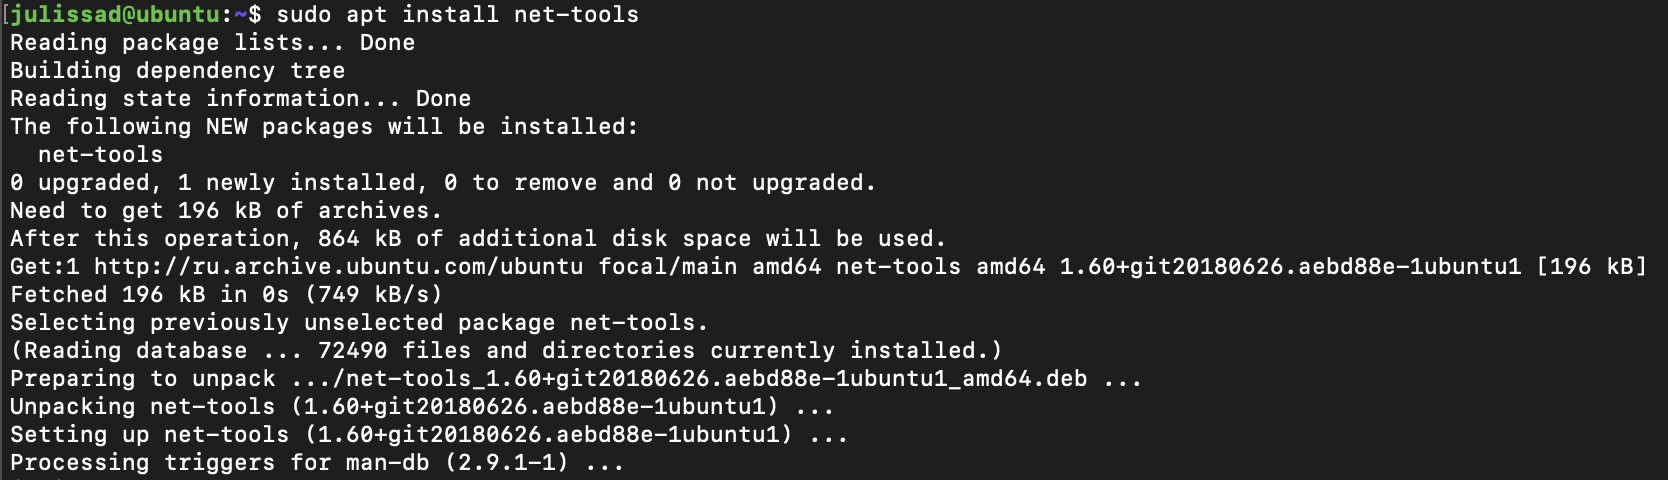 [julissad@ubuntu:~$ sudo apt install net-tools
Reading package lists... Done
Building dependency tree
Reading state information... Done
The following NEW packages will be installed:
  net-tools
0 upgraded, 1 newly installed, 0 to remove and 0 not upgraded.
Need to get 196 kB of archives.
After this operation, 864 kB of additional disk space will be used.
Get:1 http://ru.archive.ubuntu.com/ubuntu focal/main amd64 net-tools amd64 1.60+git20180626.aebd88e-1ubuntu1 [196 kB]
Fetched 196 kB in 0s (749 kB/s)
Selecting previously unselected package net-tools.
(Reading database ... 72490 files and directories currently installed.)
Preparing to unpack .../net-tools_1.60+git20180626.aebd88e-1ubuntu1_amd64.deb ...
Unpacking net-tools (1.60+git20180626.aebd88e-1ubuntu1) ...
Setting up net-tools (1.60+git20180626.aebd88e-1ubuntu1) ...
Processing triggers for man-db (2.9.1-1) ...